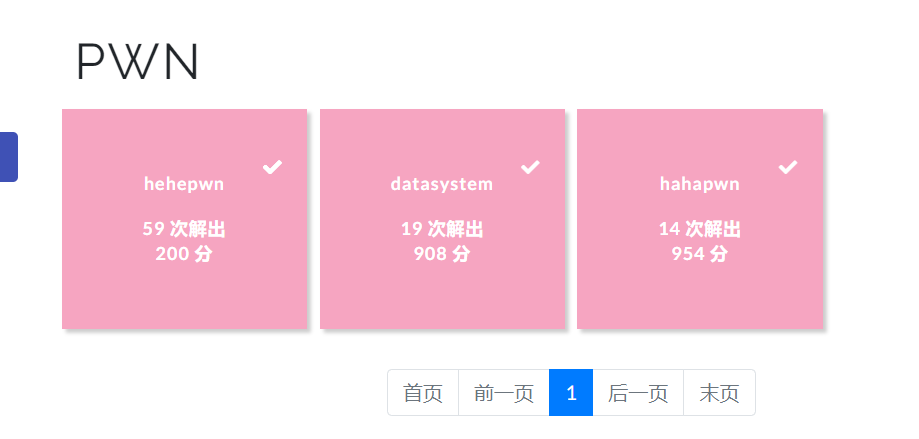 PWN
hehepwn
59 次解出
200 分
datasystem
19 次解出
908 分
hahapwn
14 次解出
954 分
首页 前一页 1 后一页 末页